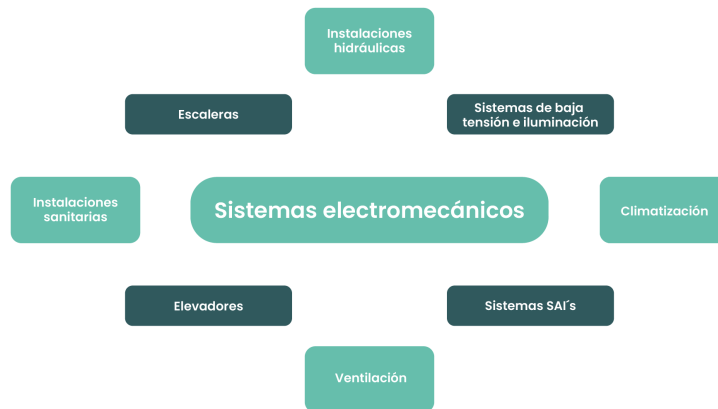 Instalaciones
hidráulicas
Escaleras
Sistemas de baja
tensión e iluminación
Instalaciones
sanitarias
Sistemas electromecánicos
Climatización
Elevadores
Sistemas SAI´s
Ventilación